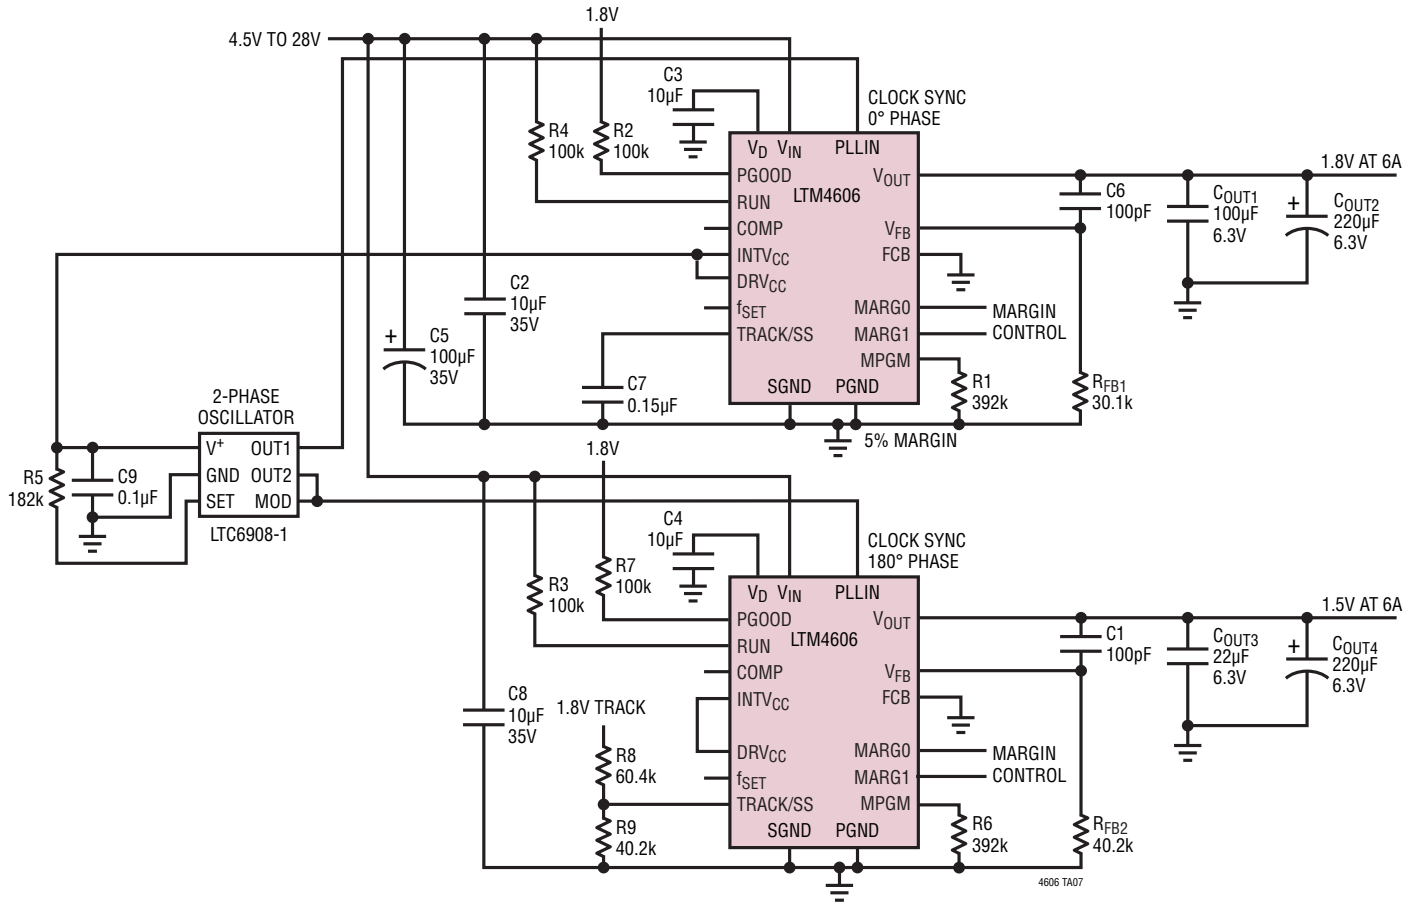 1.8V
4.5V TO 28V
C3
10µF
CLOCK SYNC
0° PHASE
R4
100k
R2
100k
VD VIN PLLIN
PGOOD
VOUT
LTM4606
RUN
COMP
VFB
INTVCC
FCB
DRVCC
fSET
MARG0
TRACK/SS
MARG1
MPGM
SGND PGND
MARGIN
CONTROL
1.8V AT 6A
C6
100pF
COUT1
100µF
6.3V
+
COUT2
220µF
6.3V
R1
392k
RFB1
30.1k
C2
10µF
35V
+
C5
100µF
35V
C7
0.15µF
5% MARGIN
2-PHASE
OSCILLATOR
V+ OUT1
GND OUT2
SET MOD
LTC6908-1
R5
182k
C9
0.1µF
1.8V
C4
10µF
CLOCK SYNC
180° PHASE
R3
100k
R7
100k
VD VIN PLLIN
PGOOD
VOUT
LTM4606
RUN
COMP
VFB
INTVCC
FCB
DRVCC
MARG0
fSET
MARG1
TRACK/SS
MPGM
SGND PGND
MARGIN
CONTROL
1.5V AT 6A
C1
100pF
COUT3
22µF
6.3V
+
COUT4
220µF
6.3V
C8
10µF
35V
1.8V TRACK
R8
60.4k
R9
40.2k
R6
392k
RFB2
40.2k
4606 TA07